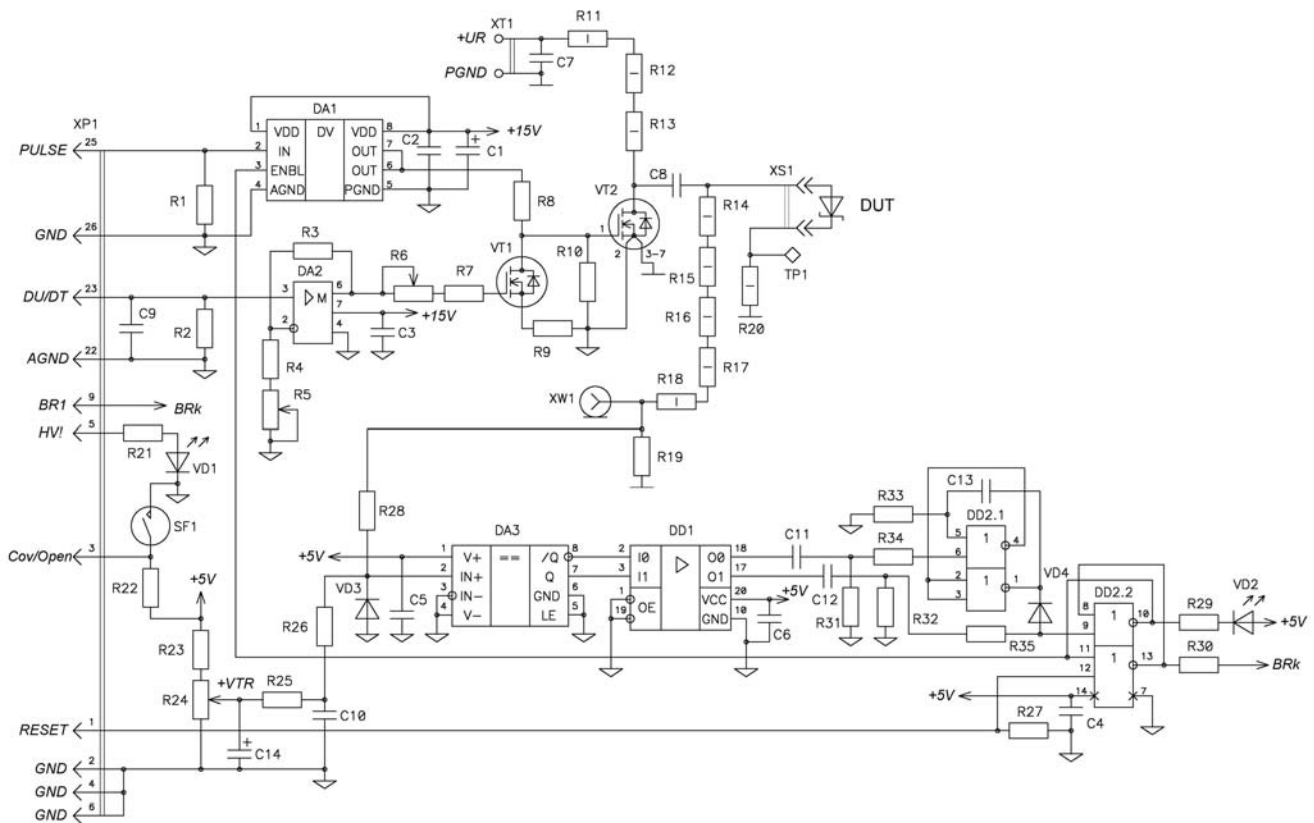 XT1
R11
+UR
C7
R12
PGND
R13
XP1
DA1
25
PULSE
1 VDD DV VDD 8
2 IN OUT 7
3 ENBL OUT 6
4 AGND PGND 5
C2
C1
+
+15V
R1
R8
VT2
C8
XS1
R14
DUT
26
GND
R3
VT1
R10
1
2
3-7
R15
TP1
DA2
R6
R7
23
DU/DT
3
M
6
7
4
2
+15V
C9
R2
C3
R9
R16
R20
22
AGND
R4
R17
R5
R18
XW1
9
BR1
BRk
5
HV!
R21
VD1
R19
SF1
R28
C13
R33
DD2.1
DA3
DD1
C11
R34
5
6
1
4
2
3
1
1
Cov/Open
3
+5V
1 V+ == /Q 8
2 IN+ Q 7
3 IN- GND 6
4 V- LE 5
2 I0 O0 18
3 I1 O1 17
1
19 OE
VCC 20
GND 10
+5V
R22
VD3
C5
C12
R31
R32
VD4
DD2.2
VD2
+5V
R26
C6
R35
8
9
1
10
R29
+5V
R23
11
12
1
13
R30
BRk
+VTR
R25
R24
+5V
14
7
C10
R27
C4
1
RESET
+
C14
2
GND
4
GND
6
GND